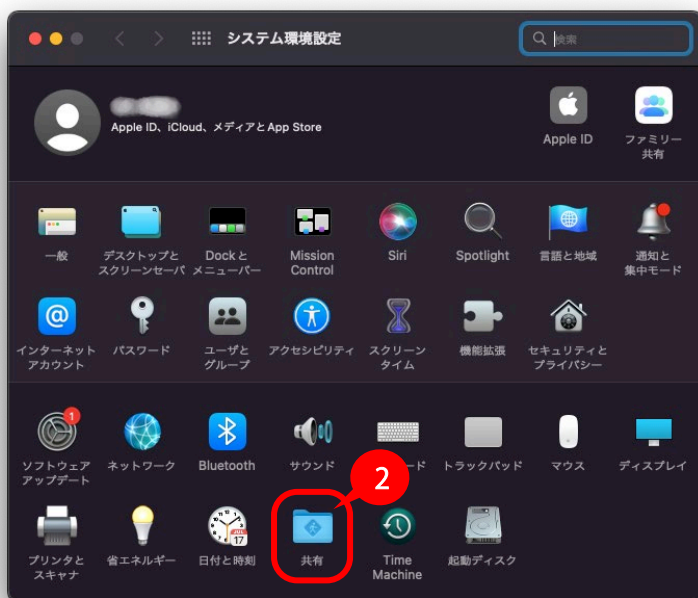 システム環境設定
検索
Apple ID、iCloud、メディアとApp Store
Apple ID
ファミリー
共有
一般
デスクトップと
スクリーンセーバ
Dockと
メニューバー
Mission
Control
Siri
Spotlight
言語と地域
通知と
集中モード
インターネット
アカウント
パスワード
ユーザと
グループ
アクセシビリティ
スクリーン
タイム
機能拡張
セキュリティと
プライバシー
1
ソフトウェア
アップデート
ネットワーク
Bluetooth
サウンド
ード
トラックパッド
マウス
ディスプレイ
2
プリンタと
スキャナ
省エネルギー
JUL
17
日付と時刻
共有
Time
Machine
起動ディスク